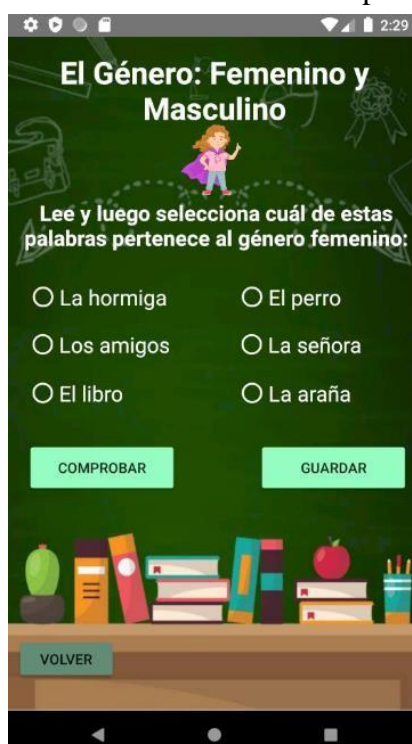 2:29
El Género: Femenino y
Masculino
Lee y luego selecciona cuál de estas
palabras pertenece al género femenino:
La hormiga
El perro
Los amigos
La señora
El libro
La araña
COMPROBAR
GUARDAR
VOLVER